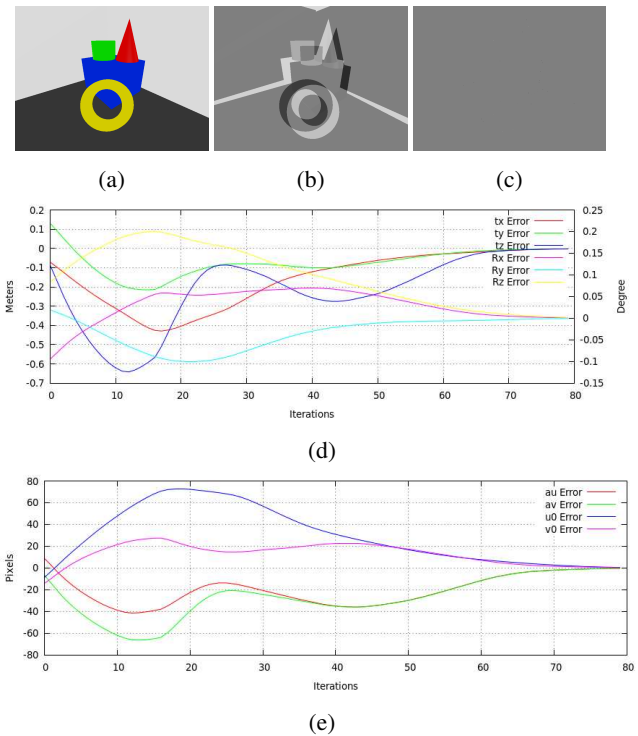 (a) (b) (c)
0.2 0.25
0.1 tx Error 0.2
0 ty Error
tz Error 0.15
-0.1 Rx Error
Ry Error 0.1
-0.2 Rz Error
Meters -0.3 0.05 Degree
-0.4 0
-0.5 -0.05
-0.6 -0.1
-0.7 -0.15
0 10 20 30 40 50 60 70 80
Iterations
(d)
80
au Error
60 av Error
u0 Error
40 v0 Error
20
Pixels 0
-20
-40
-60
-80
0 10 20 30 40 50 60 70 80
Iterations
(e)